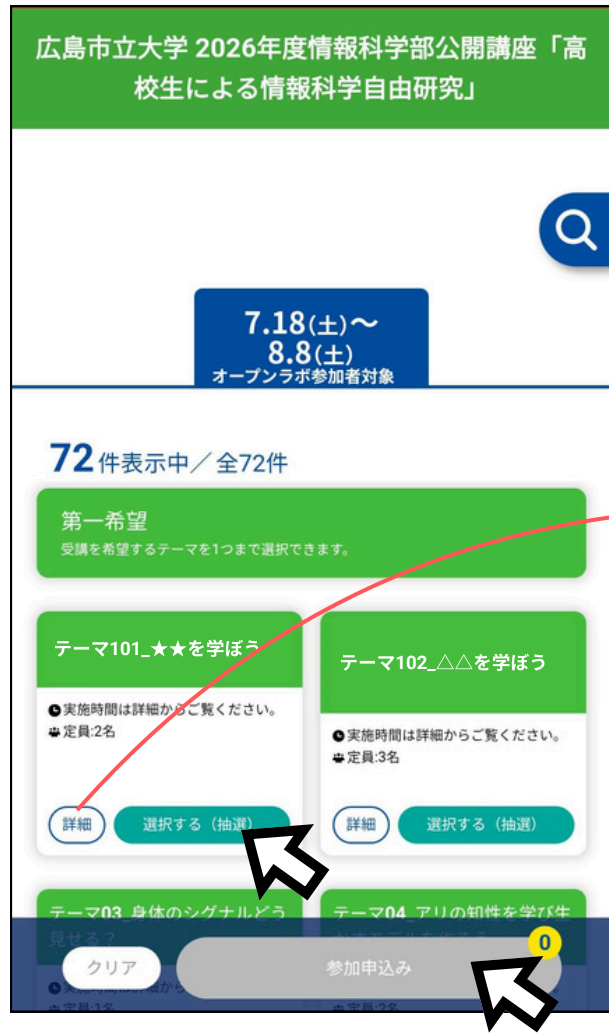 広島市立大学 2026年度情報科学部公開講座「高
校生による情報科学自由研究」
7.18(土)～
8.8(土)
オープンラボ参加者対象
72件表示中／全72件
第一希望
受講を希望するテーマを1つまで選択できます。
テーマ101_★★を学ぼう
実施時間は詳細からご覧ください。
定員:2名
詳細
選択する（抽選）
テーマ102_△△を学ぼう
実施時間は詳細からご覧ください。
定員:3名
詳細
選択する（抽選）
テーマ03_身体のシグナルどう
見せる？
定員:1名
テーマ04_アリの知性を学び生
定員:2名
クリア
参加申込み
0